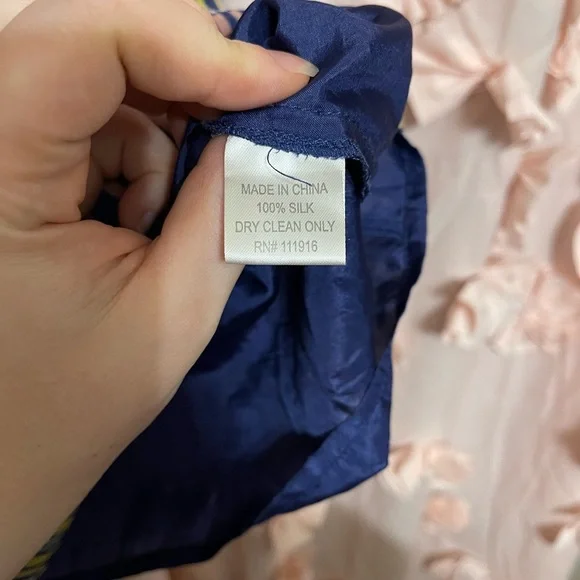 MADE IN CHINA
100% SILK
DRY CLEAN ONLY
RN# 111916